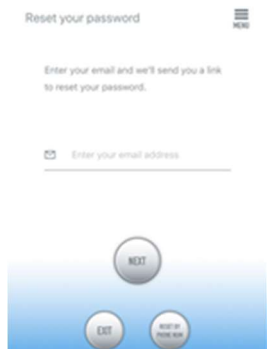 Reset your password
MENU
Enter your email and we'll send you a link
to reset your password.
Enter your email address
NEXT
EXIT
RESET BY
PHONE NUM